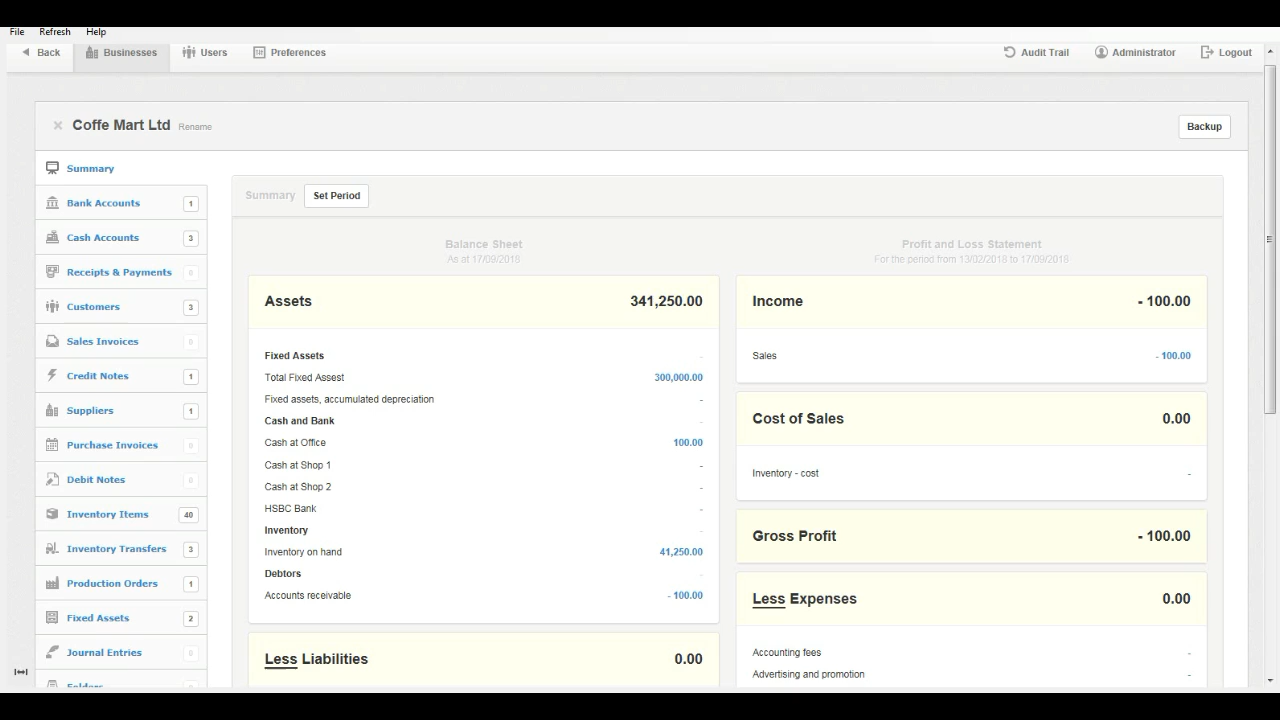 File Refresh Help
Back Businesses Users Preferences Audit Trail Administrator Logout
Coffe Mart Ltd Rename Backup
Summary
Bank Accounts 1
Cash Accounts 3
Receipts & Payments 0
Customers 3
Sales Invoices 0
Credit Notes 1
Suppliers 1
Purchase Invoices 0
Debit Notes 0
Inventory Items 40
Inventory Transfers 3
Production Orders 1
Fixed Assets 2
Journal Entries 0
Folders
Summary Set Period
Balance Sheet
As at 17/09/2018
Assets 341,250.00
Fixed Assets -
Total Fixed Assest 300,000.00
Fixed assets, accumulated depreciation -
Cash and Bank -
Cash at Office 100.00
Cash at Shop 1 -
Cash at Shop 2 -
HSBC Bank -
Inventory -
Inventory on hand 41,250.00
Debtors -
Accounts receivable - 100.00
Less Liabilities 0.00
Profit and Loss Statement
For the period from 13/02/2018 to 17/09/2018
Income - 100.00
Sales - 100.00
Cost of Sales 0.00
Inventory - cost -
Gross Profit - 100.00
Less Expenses 0.00
Accounting fees -
Advertising and promotion -